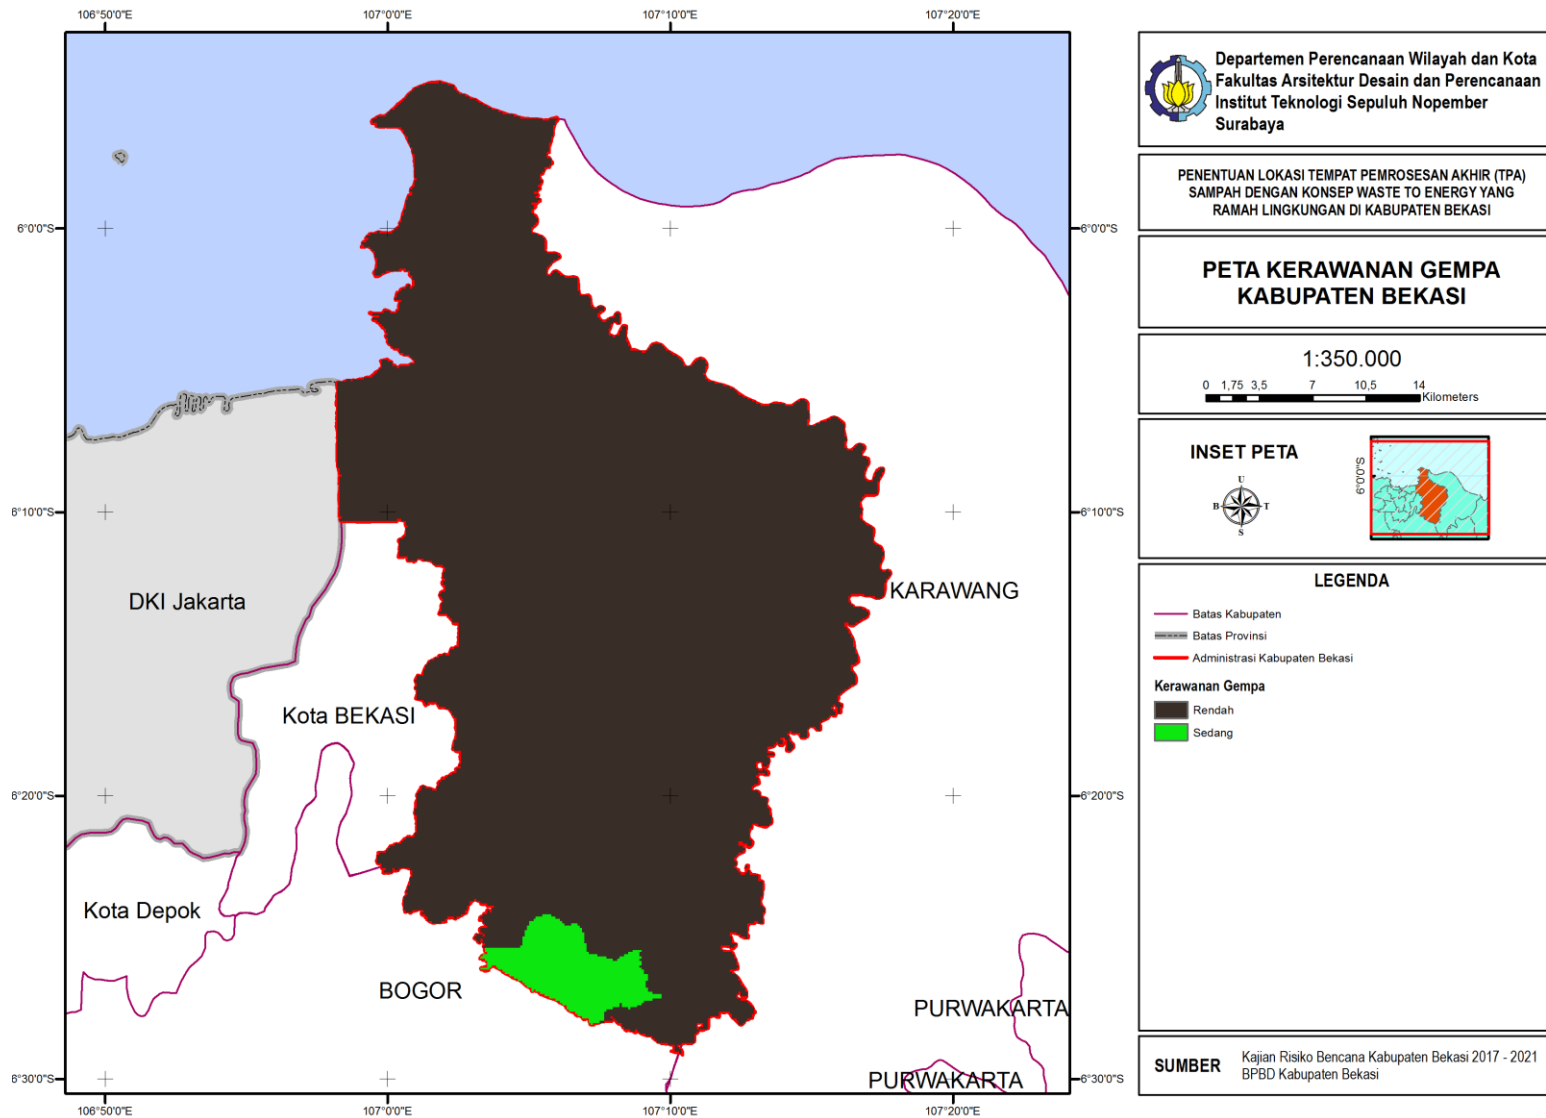 106°50'0"E
107°0'0"E
107°10'0"E
107°20'0"E
6°0'0"S
6°10'0"S
6°20'0"S
6°30'0"S
6°0'0"S
6°10'0"S
6°20'0"S
6°30'0"S
106°50'0"E
107°0'0"E
107°10'0"E
107°20'0"E
DKI Jakarta
KARAWANG
Kota BEKASI
Kota Depok
BOGOR
PURWAKARTA
PURWAKARTA
Departemen Perencanaan Wilayah dan Kota
Fakultas Arsitektur Desain dan Perencanaan
Institut Teknologi Sepuluh Nopember
Surabaya
PENENTUAN LOKASI TEMPAT PEMROSESAN AKHIR (TPA)
SAMPAH DENGAN KONSEP WASTE TO ENERGY YANG
RAMAH LINGKUNGAN DI KABUPATEN BEKASI
PETA KERAWANAN GEMPA
KABUPATEN BEKASI
1:350.000
0 1,75 3,5 7 10,5 14
Kilometers
INSET PETA
U
B T
S
6°0'0"S
LEGENDA
Batas Kabupaten
Batas Provinsi
Administrasi Kabupaten Bekasi
Kerawanan Gempa
Rendah
Sedang
SUMBER
Kajian Risiko Bencana Kabupaten Bekasi 2017 - 2021
BPBD Kabupaten Bekasi